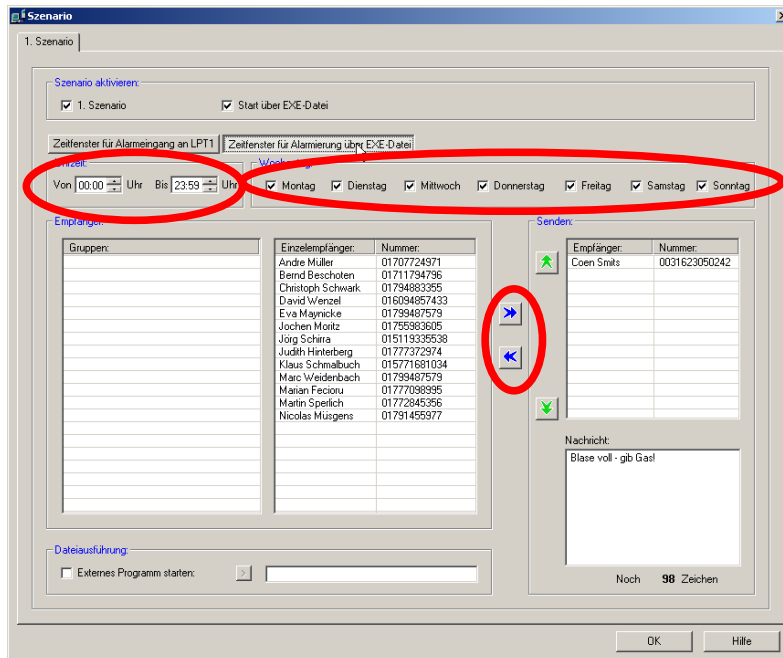 Szenario
1. Szenario
Szenario aktivieren:
1. Szenario Start über EXE-Datei
Zeitfenster für Alarmeingang an LPT1 Zeitfenster für Alarmierung über EXE-Datei
Von 00:00 Uhr Bis 23:59 Uhr
Montag Dienstag Mittwoch Donnerstag Freitag Samstag Sonntag
Empfänger:
Gruppen:
Einzelempfänger: Nummer:
Andre Müller 01707724971
Bernd Beschoten 01711794796
Christoph Schwark 01794883355
David Wenzel 016094857433
Eva Maynicke 01799487579
Jochen Moritz 01755983605
Jörg Schirra 015119335538
Judith Hinterberg 01777372974
Klaus Schmalbuch 015771681034
Marc Weidenbach 01799487579
Marian Fecioru 01777098995
Martin Sperlich 01772845356
Nicolas Müsgens 01791455977
Senden:
Empfänger: Nummer:
Coen Smits 0031623050242
Nachricht:
Blase voll - gib Gas!
Noch 98 Zeichen
Dateiausführung:
Externes Programm starten: >
OK Hilfe